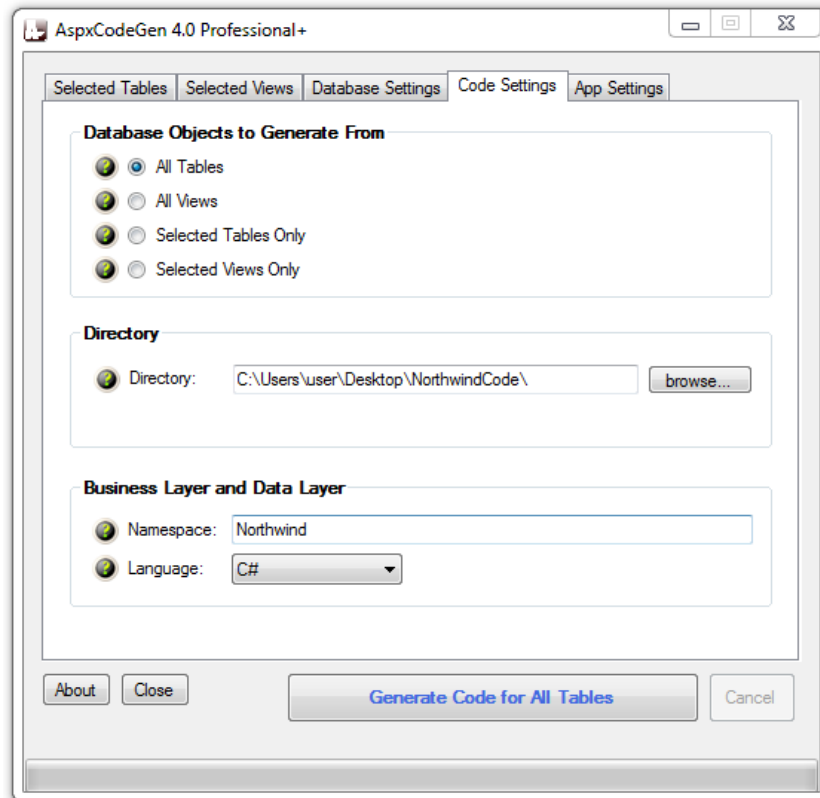 AspxCodeGen 4.0 Professional+
Selected Tables Selected Views Database Settings Code Settings App Settings
Database Objects to Generate From
All Tables
All Views
Selected Tables Only
Selected Views Only
Directory
Directory: C:\Users\user\Desktop\NorthwindCode\ browse...
Business Layer and Data Layer
Namespace: Northwind
Language: C#
About Close Generate Code for All Tables Cancel